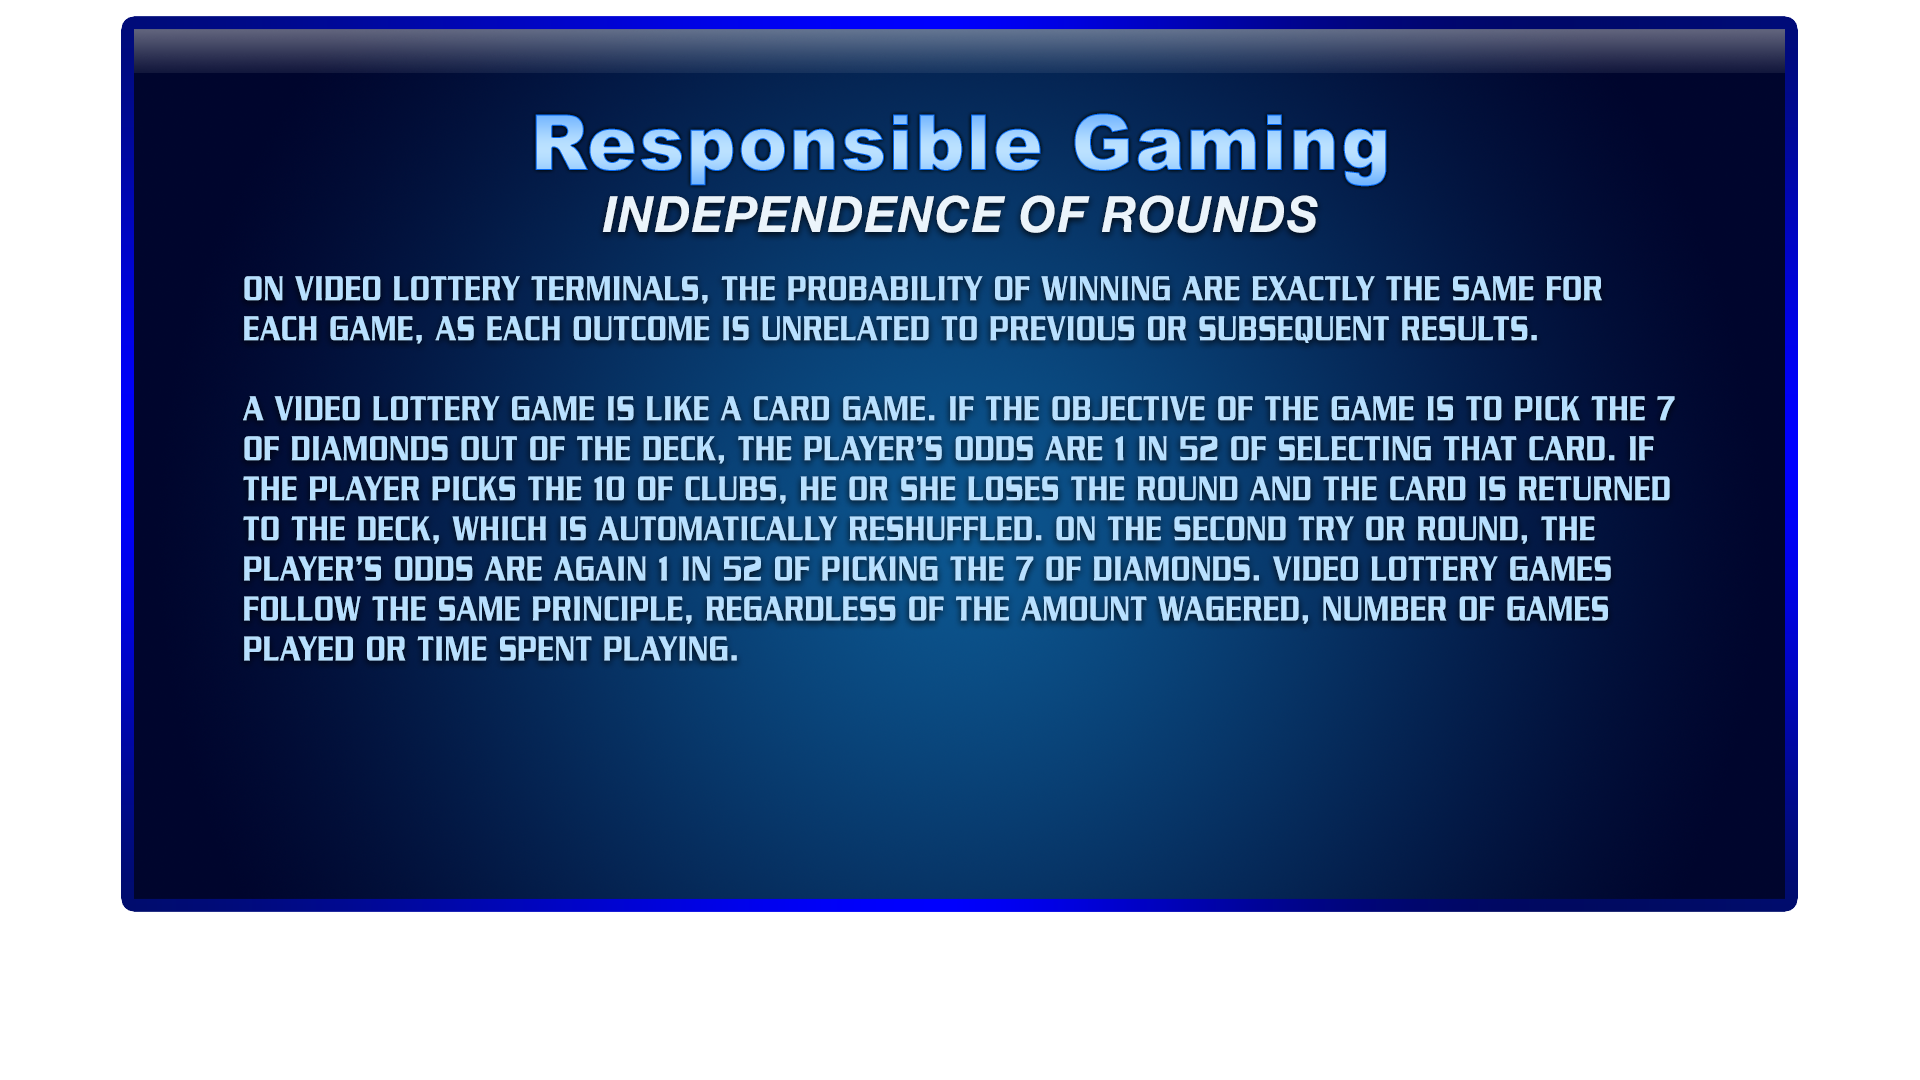 Responsible Gaming
INDEPENDENCE OF ROUNDS
ON VIDEO LOTTERY TERMINALS, THE PROBABILITY OF WINNING ARE EXACTLY THE SAME FOR
EACH GAME, AS EACH OUTCOME IS UNRELATED TO PREVIOUS OR SUBSEQUENT RESULTS.
A VIDEO LOTTERY GAME IS LIKE A CARD GAME. IF THE OBJECTIVE OF THE GAME IS TO PICK THE 7
OF DIAMONDS OUT OF THE DECK, THE PLAYER’S ODDS ARE 1 IN 52 OF SELECTING THAT CARD. IF
THE PLAYER PICKS THE 10 OF CLUBS, HE OR SHE LOSES THE ROUND AND THE CARD IS RETURNED
TO THE DECK, WHICH IS AUTOMATICALLY RESHUFFLED. ON THE SECOND TRY OR ROUND, THE
PLAYER’S ODDS ARE AGAIN 1 IN 52 OF PICKING THE 7 OF DIAMONDS. VIDEO LOTTERY GAMES
FOLLOW THE SAME PRINCIPLE, REGARDLESS OF THE AMOUNT WAGERED, NUMBER OF GAMES
PLAYED OR TIME SPENT PLAYING.